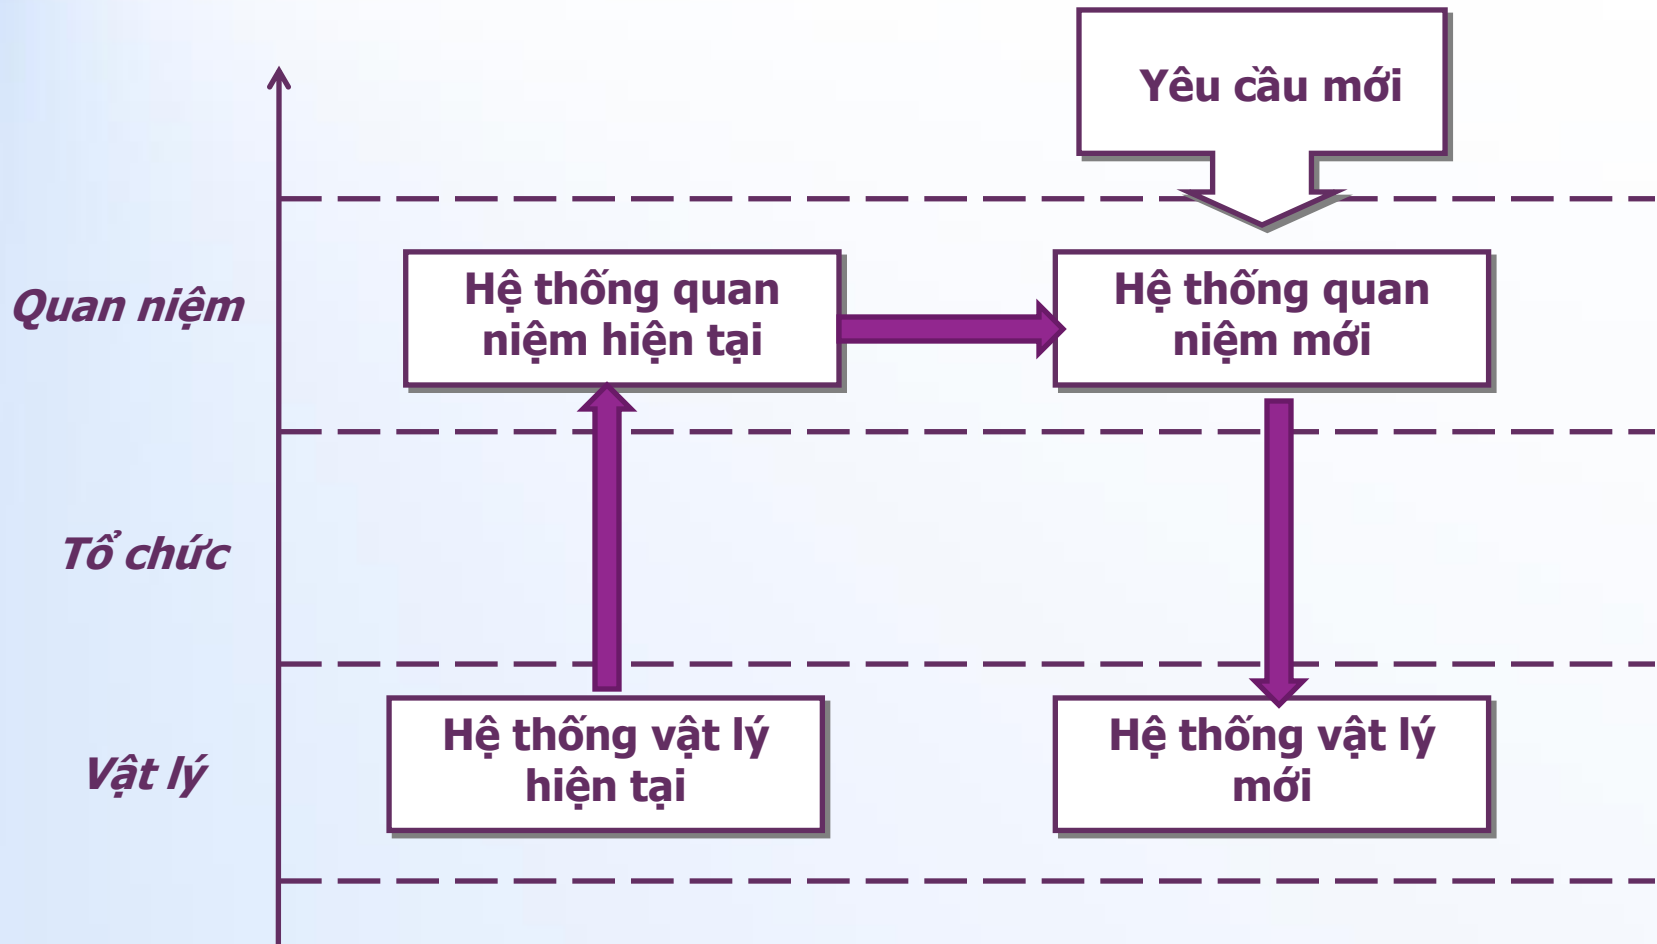 Yêu cầu mới
Quan niệm
Hệ thống quan
niệm hiện tại
Hệ thống quan
niệm mới
Tổ chức
Vật lý
Hệ thống vật lý
hiện tại
Hệ thống vật lý
mới